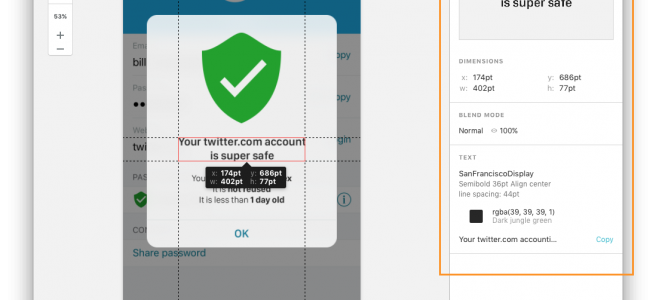 53%
+
−
Ema
bill
opy
Pas
opy
Web
twi
gin
Your twitter.com account
is super safe
x: 174pt y: 686pt
w: 402pt h: 77pt
You
x
It is not reused
It is less than 1 day old
PAS
OK
CO
Share password
is super safe
DIMENSIONS
x: 174pt y: 686pt
w: 402pt h: 77pt
BLEND MODE
Normal 100%
TEXT
SanFranciscoDisplay
Semibold 36pt Align center
line spacing: 44pt
rgba(39, 39, 39, 1)
Dark jungle green
Your twitter.com accounti... Copy